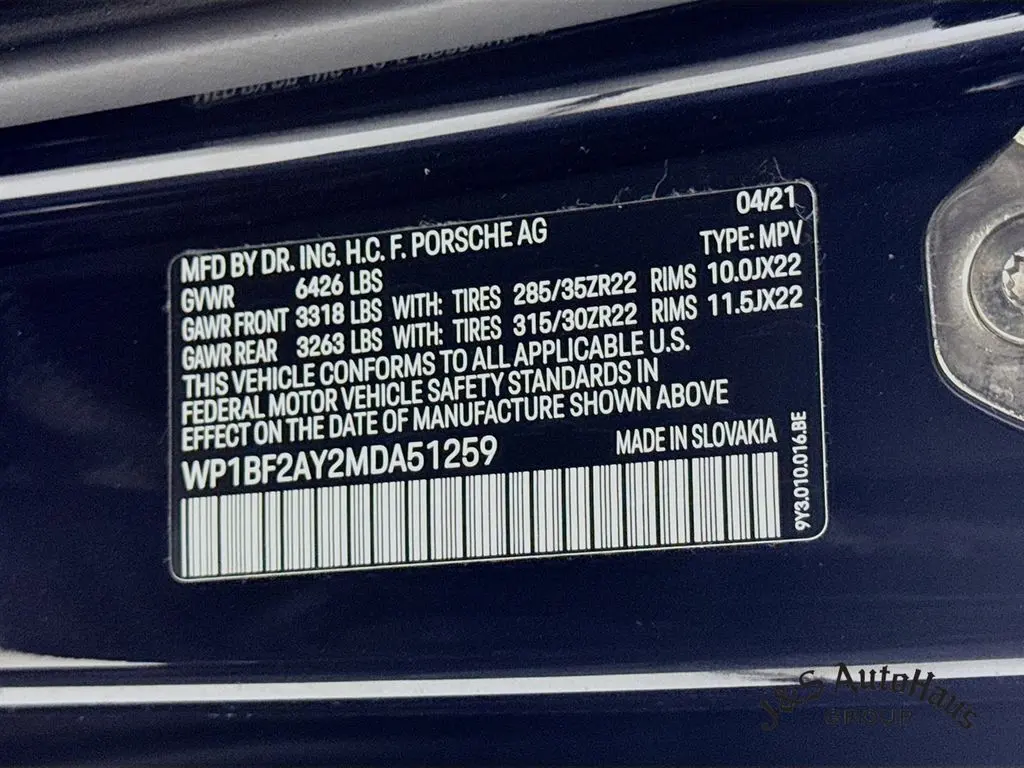 MFD BY DR. ING. H.C. F. PORSCHE AG 04/21
GVWR 6426 LBS TYPE: MPV
GAWR FRONT 3318 LBS WITH: TIRES 285/35ZR22 RIMS 10.0JX22
GAWR REAR 3263 LBS WITH: TIRES 315/30ZR22 RIMS 11.5JX22
THIS VEHICLE CONFORMS TO ALL APPLICABLE U.S.
FEDERAL MOTOR VEHICLE SAFETY STANDARDS IN
EFFECT ON THE DATE OF MANUFACTURE SHOWN ABOVE
WP1BF2AY2MDA51259 MADE IN SLOVAKIA
9Y3.010.016.BE
J&S AutoHaus
GROUP